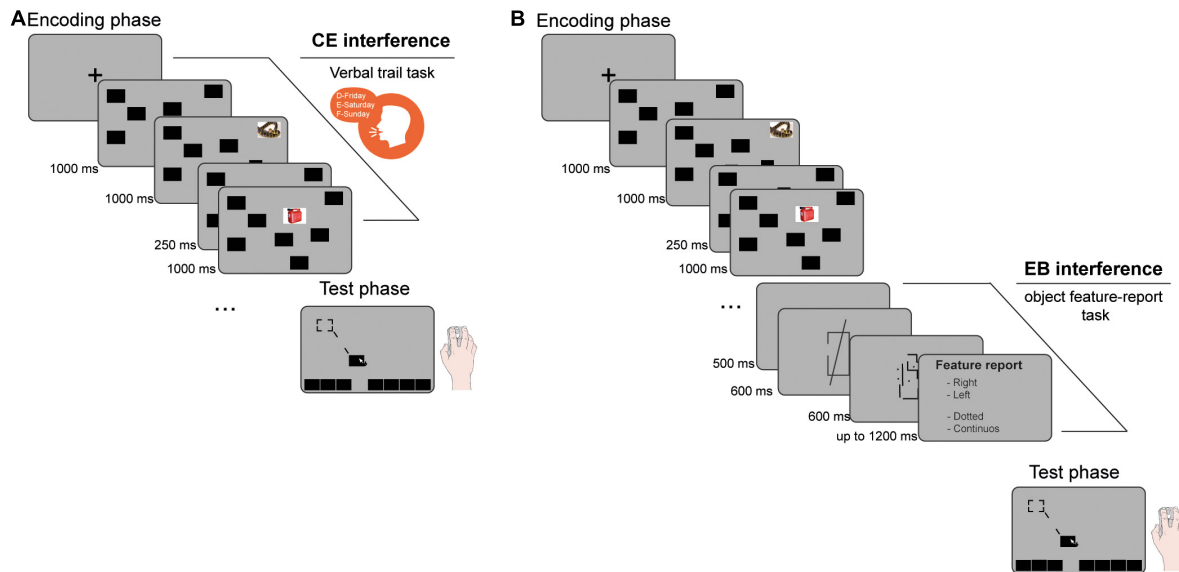 A Encoding phase
CE interference
Verbal trail task
D-Friday
E-Saturday
F-Sunday
1000 ms
1000 ms
250 ms
1000 ms
...
Test phase
B Encoding phase
1000 ms
1000 ms
250 ms
1000 ms
...
EB interference
object feature-report
task
500 ms
600 ms
600 ms
up to 1200 ms
Feature report
- Right
- Left
- Dotted
- Continuos
Test phase